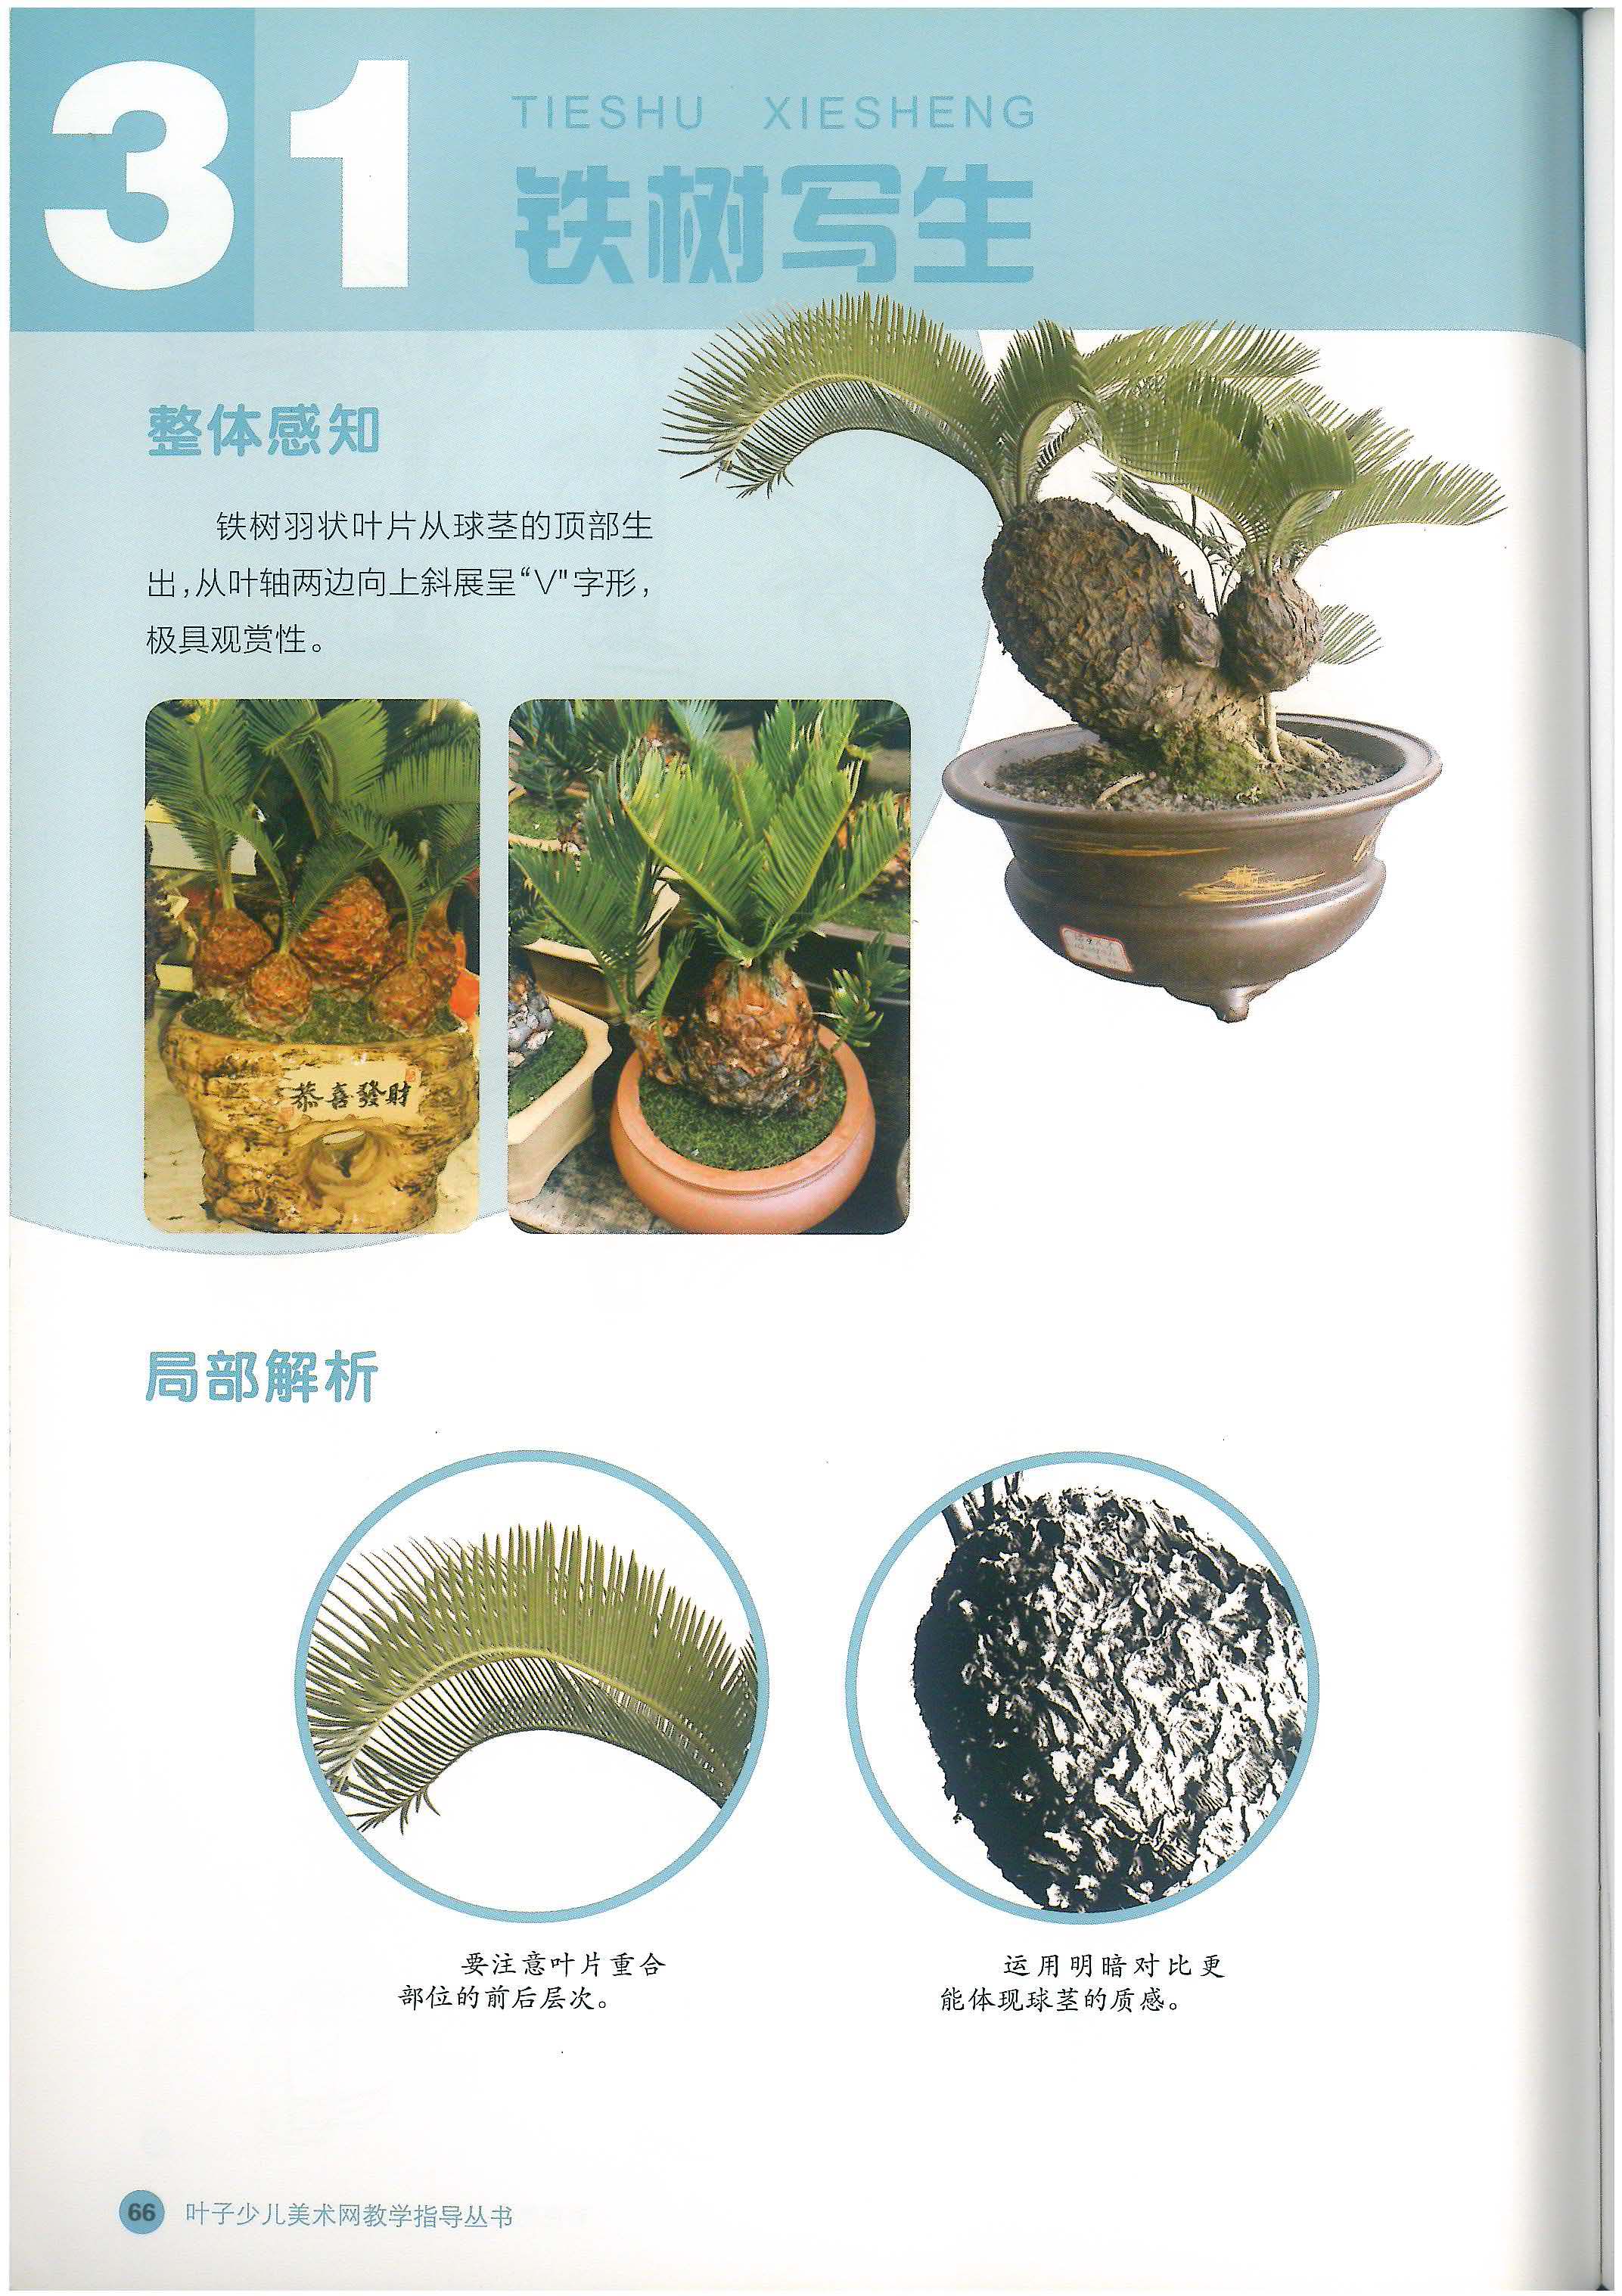 31
TIESHU XIESHENG
铁树写生
整体感知
铁树羽状叶片从球茎的顶部生
出,从叶轴两边向上斜展呈“V"字形,
极具观赏性。
恭喜發財
局部解析
要注意叶片重合
部位的前后层次。
运用明暗对比更
能体现球茎的质感。
66 叶子少儿美术网教学指导丛书